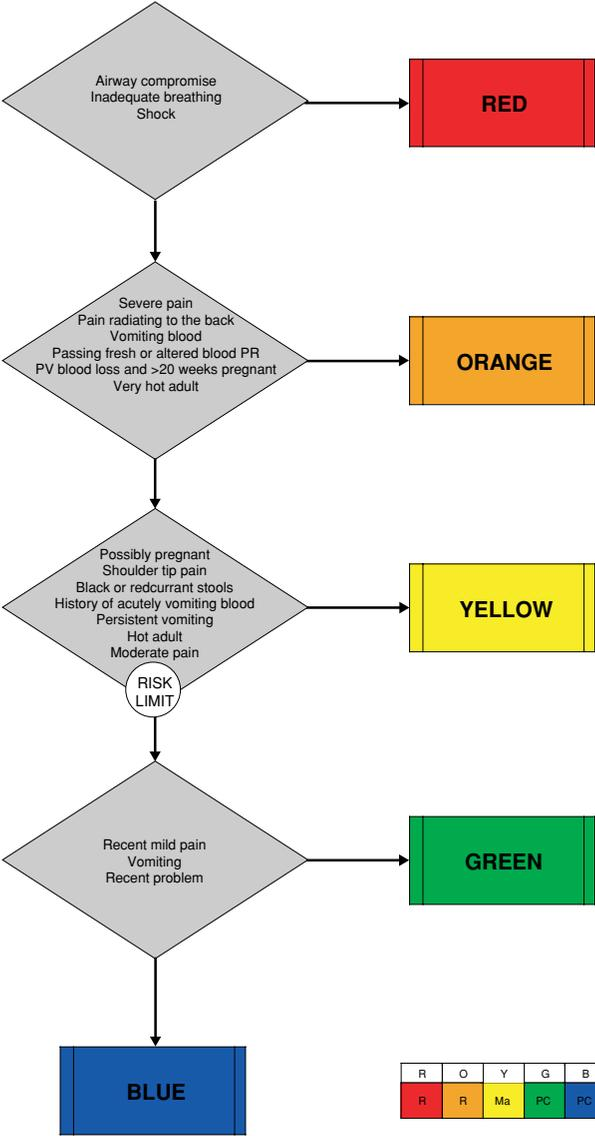 Airway compromise
Inadequate breathing
Shock
RED
Severe pain
Pain radiating to the back
Vomiting blood
Passing fresh or altered blood PR
PV blood loss and >20 weeks pregnant
Very hot adult
ORANGE
Possibly pregnant
Shoulder tip pain
Black or redcurrant stools
History of acutely vomiting blood
Persistent vomiting
Hot adult
Moderate pain
YELLOW
RISK
LIMIT
Recent mild pain
Vomiting
Recent problem
GREEN
BLUE
R O Y G B
R R Ma PC PC